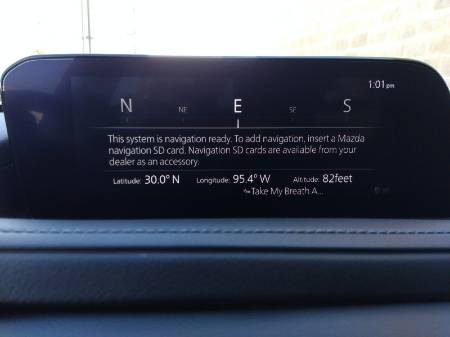 1:01pm
N NE E SE S
This system is navigation ready. To add navigation, insert a Mazda
navigation SD card. Navigation SD cards are available from your
dealer as an accessory.
Latitude: 30.0° N Longitude: 95.4° W Altitude: 82feet
Take My Breath A...